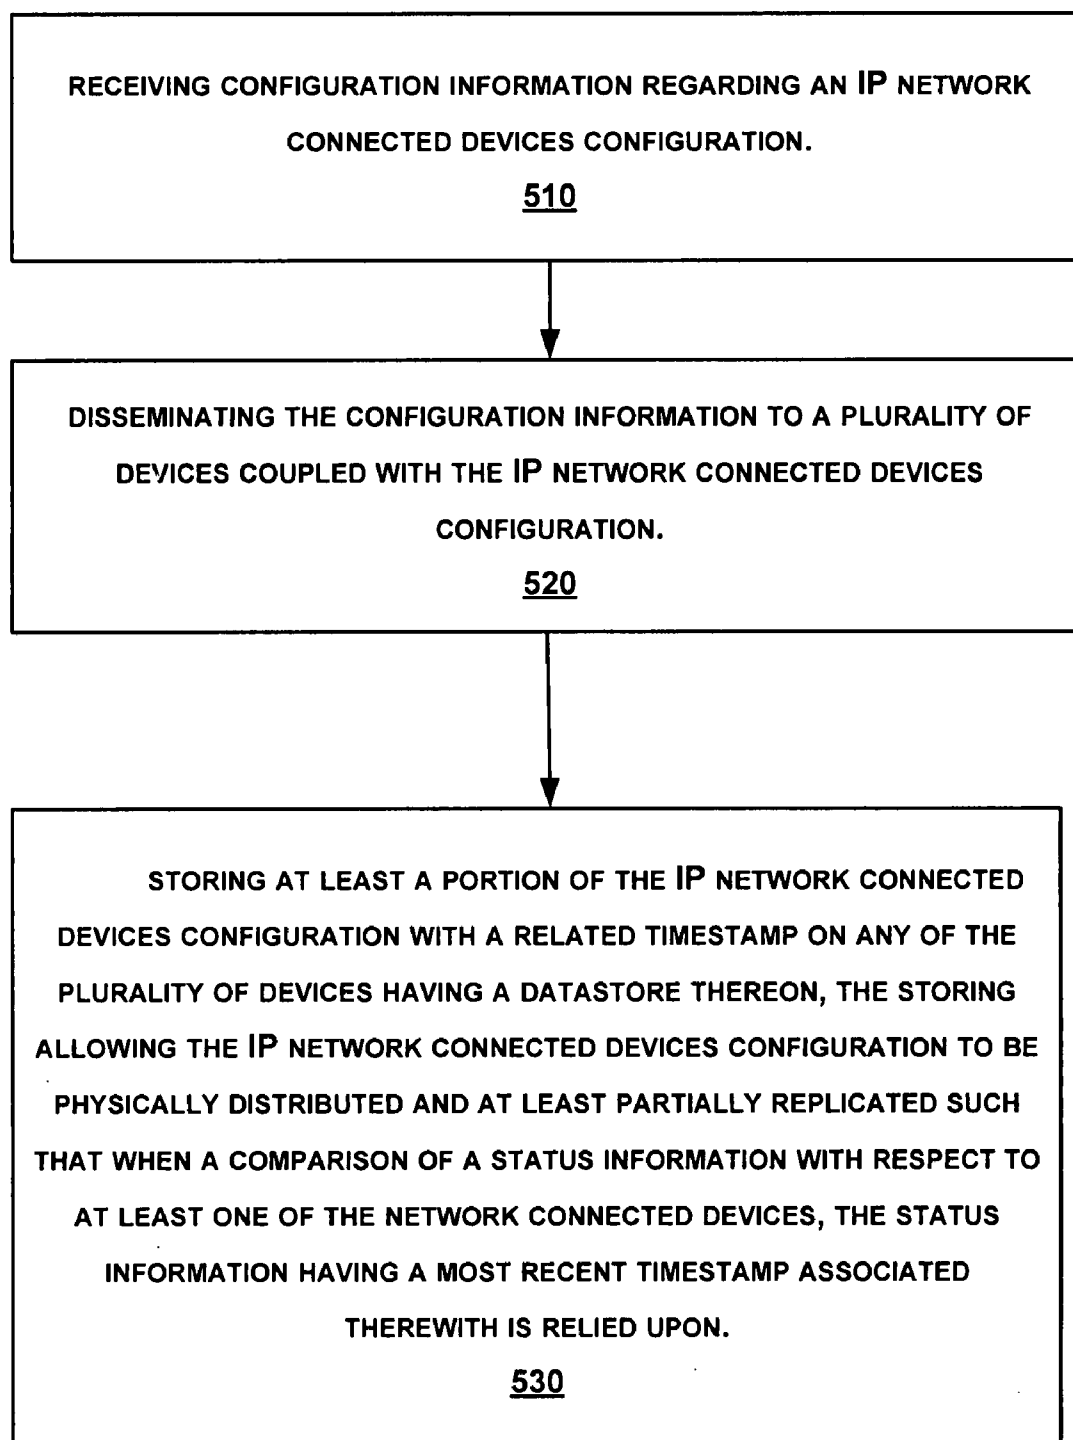 RECEIVING CONFIGURATION INFORMATION REGARDING AN IP NETWORK
CONNECTED DEVICES CONFIGURATION.
510
DISSEMINATING THE CONFIGURATION INFORMATION TO A PLURALITY OF
DEVICES COUPLED WITH THE IP NETWORK CONNECTED DEVICES
CONFIGURATION.
520
STORING AT LEAST A PORTION OF THE IP NETWORK CONNECTED
DEVICES CONFIGURATION WITH A RELATED TIMESTAMP ON ANY OF THE
PLURALITY OF DEVICES HAVING A DATASTORE THEREON, THE STORING
ALLOWING THE IP NETWORK CONNECTED DEVICES CONFIGURATION TO BE
PHYSICALLY DISTRIBUTED AND AT LEAST PARTIALLY REPLICATED SUCH
THAT WHEN A COMPARISON OF A STATUS INFORMATION WITH RESPECT TO
AT LEAST ONE OF THE NETWORK CONNECTED DEVICES, THE STATUS
INFORMATION HAVING A MOST RECENT TIMESTAMP ASSOCIATED
THEREWITH IS RELIED UPON.
530